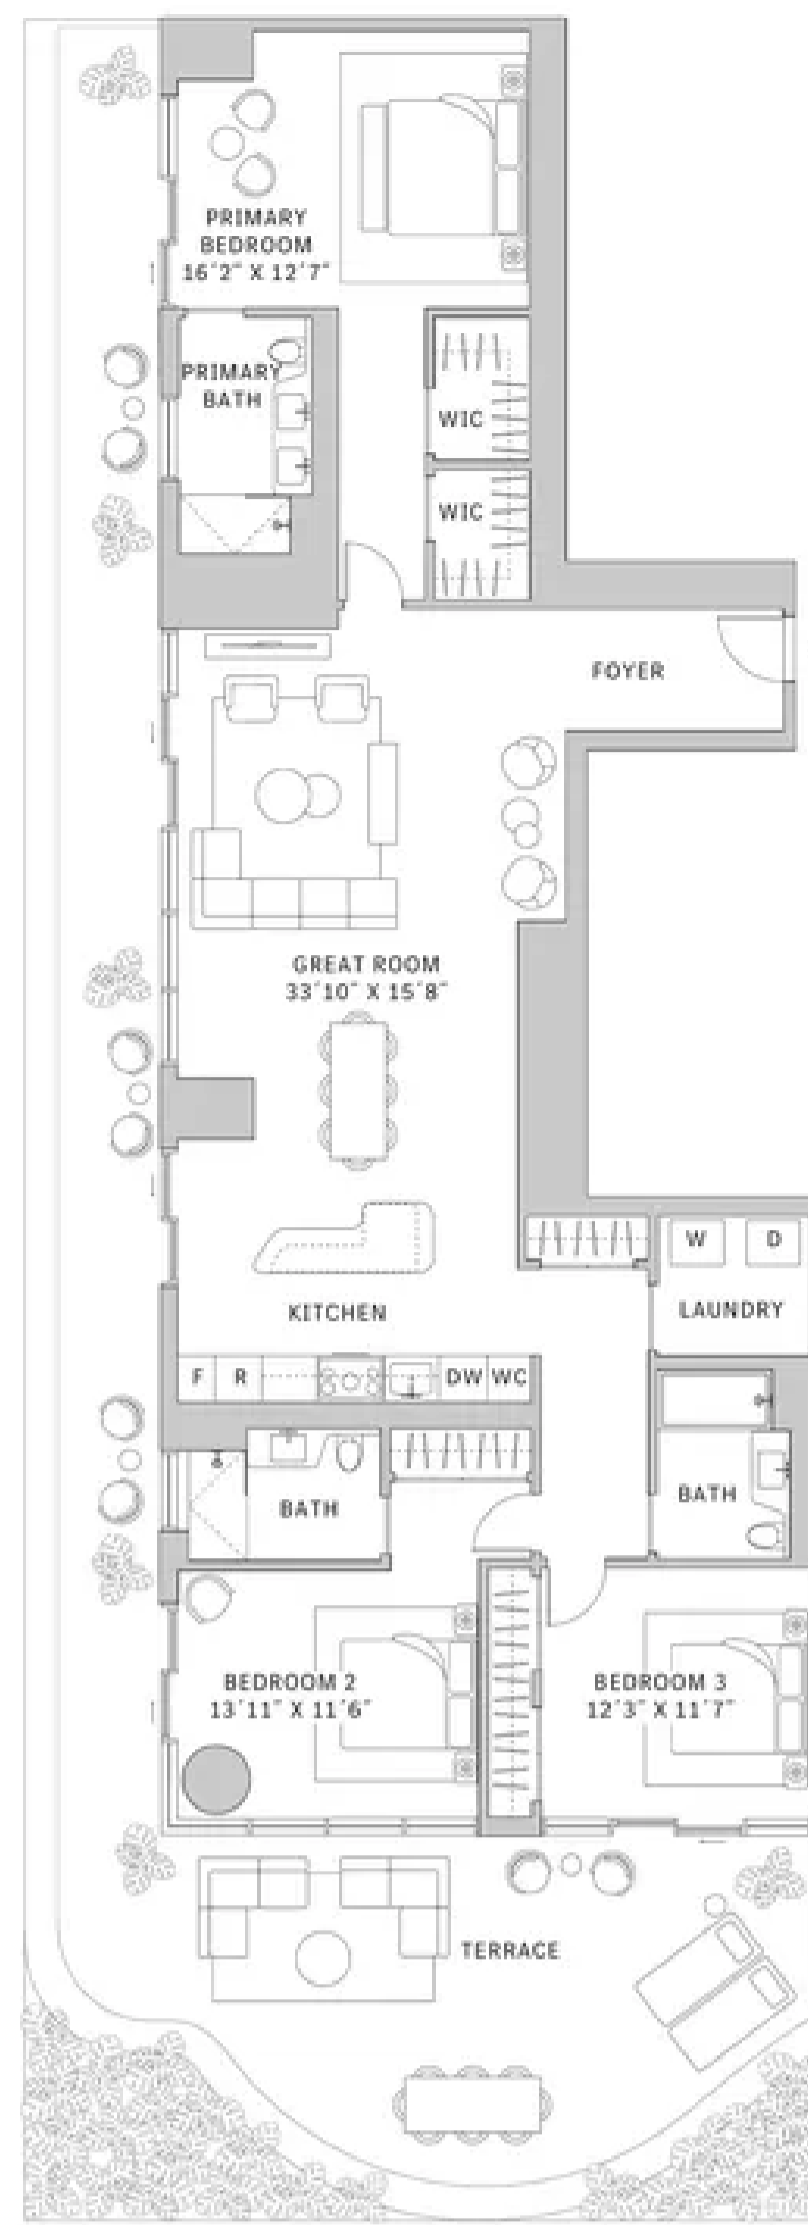 PRIMARY
BEDROOM
16'2" X 12'7"
PRIMARY
BATH
WIC
WIC
FOYER
GREAT ROOM
33'10" X 15'8"
W D
LAUNDRY
KITCHEN
F R DW WC
BATH
BATH
BEDROOM 2
13'11" X 11'6"
BEDROOM 3
12'3" X 11'7"
TERRACE